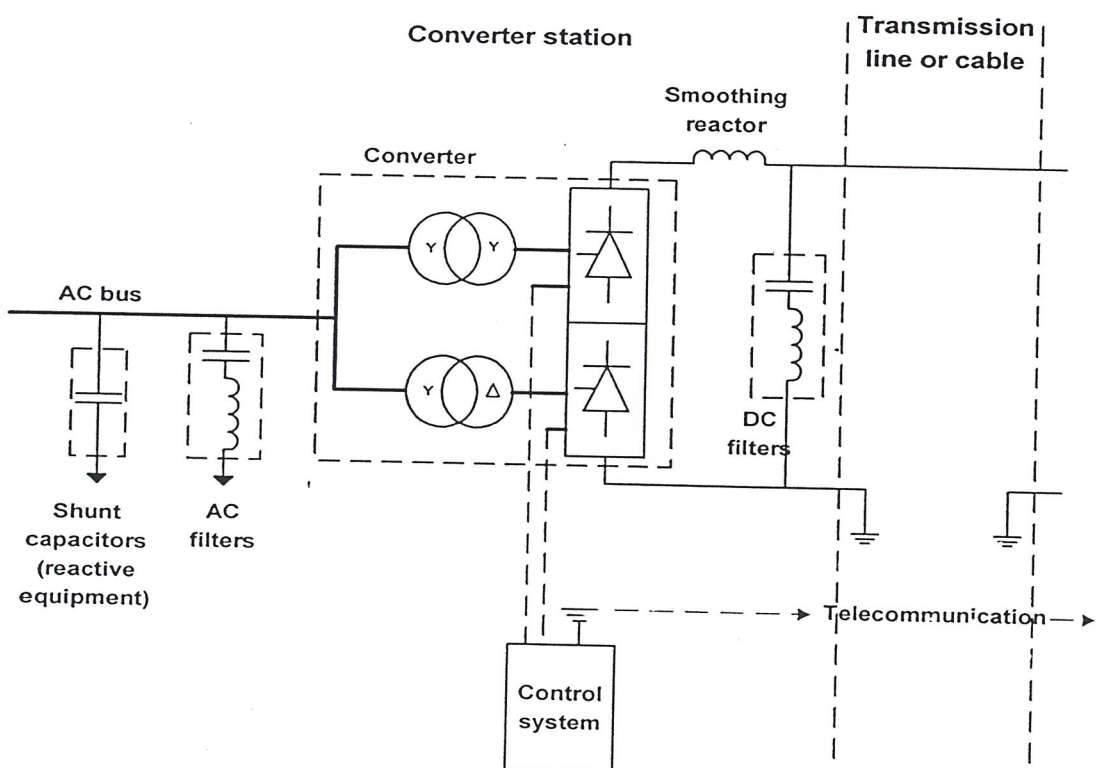 Converter station
Transmission
line or cable
Smoothing
reactor
Converter
Y Y
AC bus
Y Δ
DC
filters
Shunt
capacitors
(reactive
equipment)
AC
filters
Telecommunication
Control
system